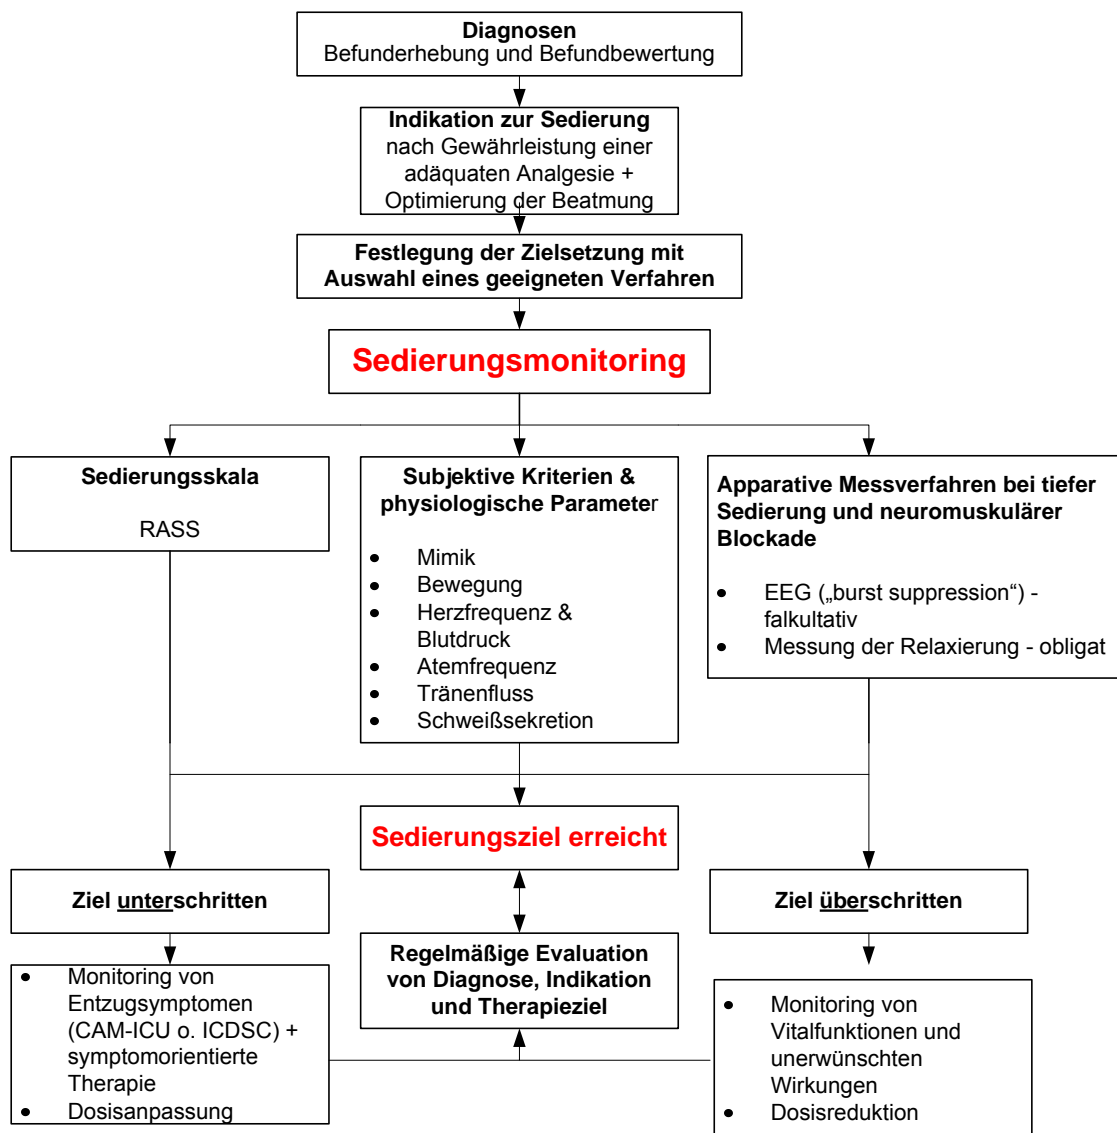 Diagnosen
Befunderhebung und Befundbewertung
Indikation zur Sedierung
nach Gewährleistung einer
adäquaten Analgesie +
Optimierung der Beatmung
Festlegung der Zielsetzung mit
Auswahl eines geeigneten Verfahren
Sedierungsmonitoring
Sedierungsskala
RASS
Subjektive Kriterien &
physiologische Parameter
• Mimik
• Bewegung
• Herzfrequenz &
Blutdruck
• Atemfrequenz
• Tränenfluss
• Schweißsekretion
Apparative Messverfahren bei tiefer
Sedierung und neuromuskulärer
Blockade
• EEG („burst suppression“) -
falkultativ
• Messung der Relaxierung - obligat
Sedierungsziel erreicht
Ziel unterschritten
Ziel überschritten
Regelmäßige Evaluation
von Diagnose, Indikation
und Therapieziel
• Monitoring von
Entzugsymptomen
(CAM-ICU o. ICDSC) +
symptomorientierte
Therapie
• Dosisanpassung
• Monitoring von
Vitalfunktionen und
unerwünschten
Wirkungen
• Dosisreduktion